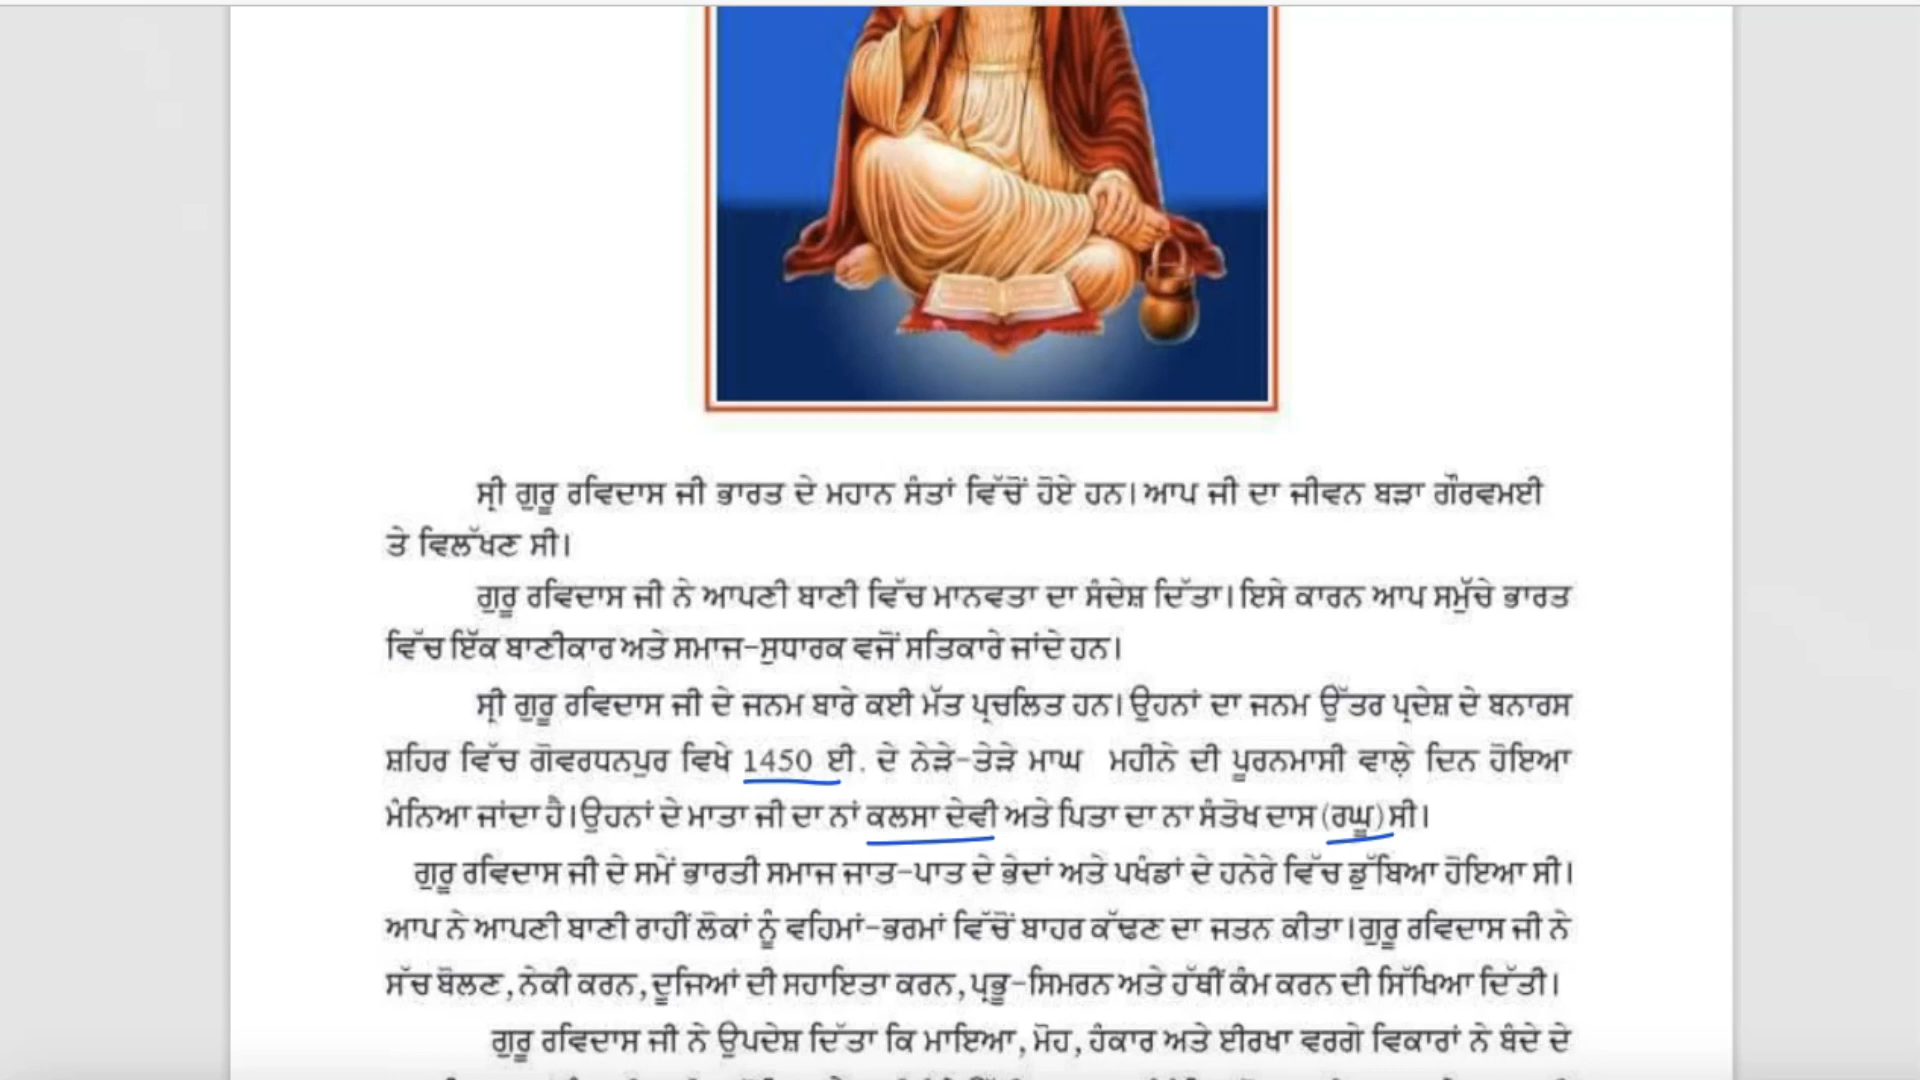 ਸ੍ਰੀ ਗੁਰੂ ਰਵਿਦਾਸ ਜੀ ਭਾਰਤ ਦੇ ਮਹਾਨ ਸੰਤਾਂ ਵਿੱਚੋਂ ਹੋਏ ਹਨ। ਆਪ ਜੀ ਦਾ ਜੀਵਨ ਬੜਾ ਗੌਰਵਮਈ
ਤੇ ਵਿਲੱਖਣ ਸੀ।
ਗੁਰੂ ਰਵਿਦਾਸ ਜੀ ਨੇ ਆਪਣੀ ਬਾਣੀ ਵਿੱਚ ਮਾਨਵਤਾ ਦਾ ਸੰਦੇਸ਼ ਦਿੱਤਾ। ਇਸੇ ਕਾਰਨ ਆਪ ਸਮੁੱਚੇ ਭਾਰਤ
ਵਿੱਚ ਇੱਕ ਬਾਣੀਕਾਰ ਅਤੇ ਸਮਾਜ-ਸੁਧਾਰਕ ਵਜੋਂ ਸਤਿਕਾਰੇ ਜਾਂਦੇ ਹਨ।
ਸ੍ਰੀ ਗੁਰੂ ਰਵਿਦਾਸ ਜੀ ਦੇ ਜਨਮ ਬਾਰੇ ਕਈ ਮੱਤ ਪ੍ਰਚਲਿਤ ਹਨ। ਉਹਨਾਂ ਦਾ ਜਨਮ ਉੱਤਰ ਪ੍ਰਦੇਸ਼ ਦੇ ਬਨਾਰਸ
ਸ਼ਹਿਰ ਵਿੱਚ ਗੋਵਰਧਨਪੁਰ ਵਿਖੇ 1450 ਈ. ਦੇ ਨੇੜੇ-ਤੇੜੇ ਮਾਘ ਮਹੀਨੇ ਦੀ ਪੂਰਨਮਾਸੀ ਵਾਲ਼ੇ ਦਿਨ ਹੋਇਆ
ਮੰਨਿਆ ਜਾਂਦਾ ਹੈ। ਉਹਨਾਂ ਦੇ ਮਾਤਾ ਜੀ ਦਾ ਨਾਂ ਕਲਸਾ ਦੇਵੀ ਅਤੇ ਪਿਤਾ ਦਾ ਨਾ ਸੰਤੋਖ ਦਾਸ (ਰਘੂ) ਸੀ।
ਗੁਰੂ ਰਵਿਦਾਸ ਜੀ ਦੇ ਸਮੇਂ ਭਾਰਤੀ ਸਮਾਜ ਜਾਤ-ਪਾਤ ਦੇ ਭੇਦਾਂ ਅਤੇ ਪਖੰਡਾਂ ਦੇ ਹਨੇਰੇ ਵਿੱਚ ਡੁੱਬਿਆ ਹੋਇਆ ਸੀ।
ਆਪ ਨੇ ਆਪਣੀ ਬਾਣੀ ਰਾਹੀਂ ਲੋਕਾਂ ਨੂੰ ਵਹਿਮਾਂ-ਭਰਮਾਂ ਵਿੱਚੋਂ ਬਾਹਰ ਕੱਢਣ ਦਾ ਜਤਨ ਕੀਤਾ। ਗੁਰੂ ਰਵਿਦਾਸ ਜੀ ਨੇ
ਸੱਚ ਬੋਲਣ, ਨੇਕੀ ਕਰਨ, ਦੂਜਿਆਂ ਦੀ ਸਹਾਇਤਾ ਕਰਨ, ਪ੍ਰਭੂ-ਸਿਮਰਨ ਅਤੇ ਹੱਥੀਂ ਕੰਮ ਕਰਨ ਦੀ ਸਿੱਖਿਆ ਦਿੱਤੀ।
ਗੁਰੂ ਰਵਿਦਾਸ ਜੀ ਨੇ ਉਪਦੇਸ਼ ਦਿੱਤਾ ਕਿ ਮਾਇਆ, ਮੋਹ, ਹੰਕਾਰ ਅਤੇ ਈਰਖਾ ਵਰਗੇ ਵਿਕਾਰਾਂ ਨੇ ਬੰਦੇ ਦੇ